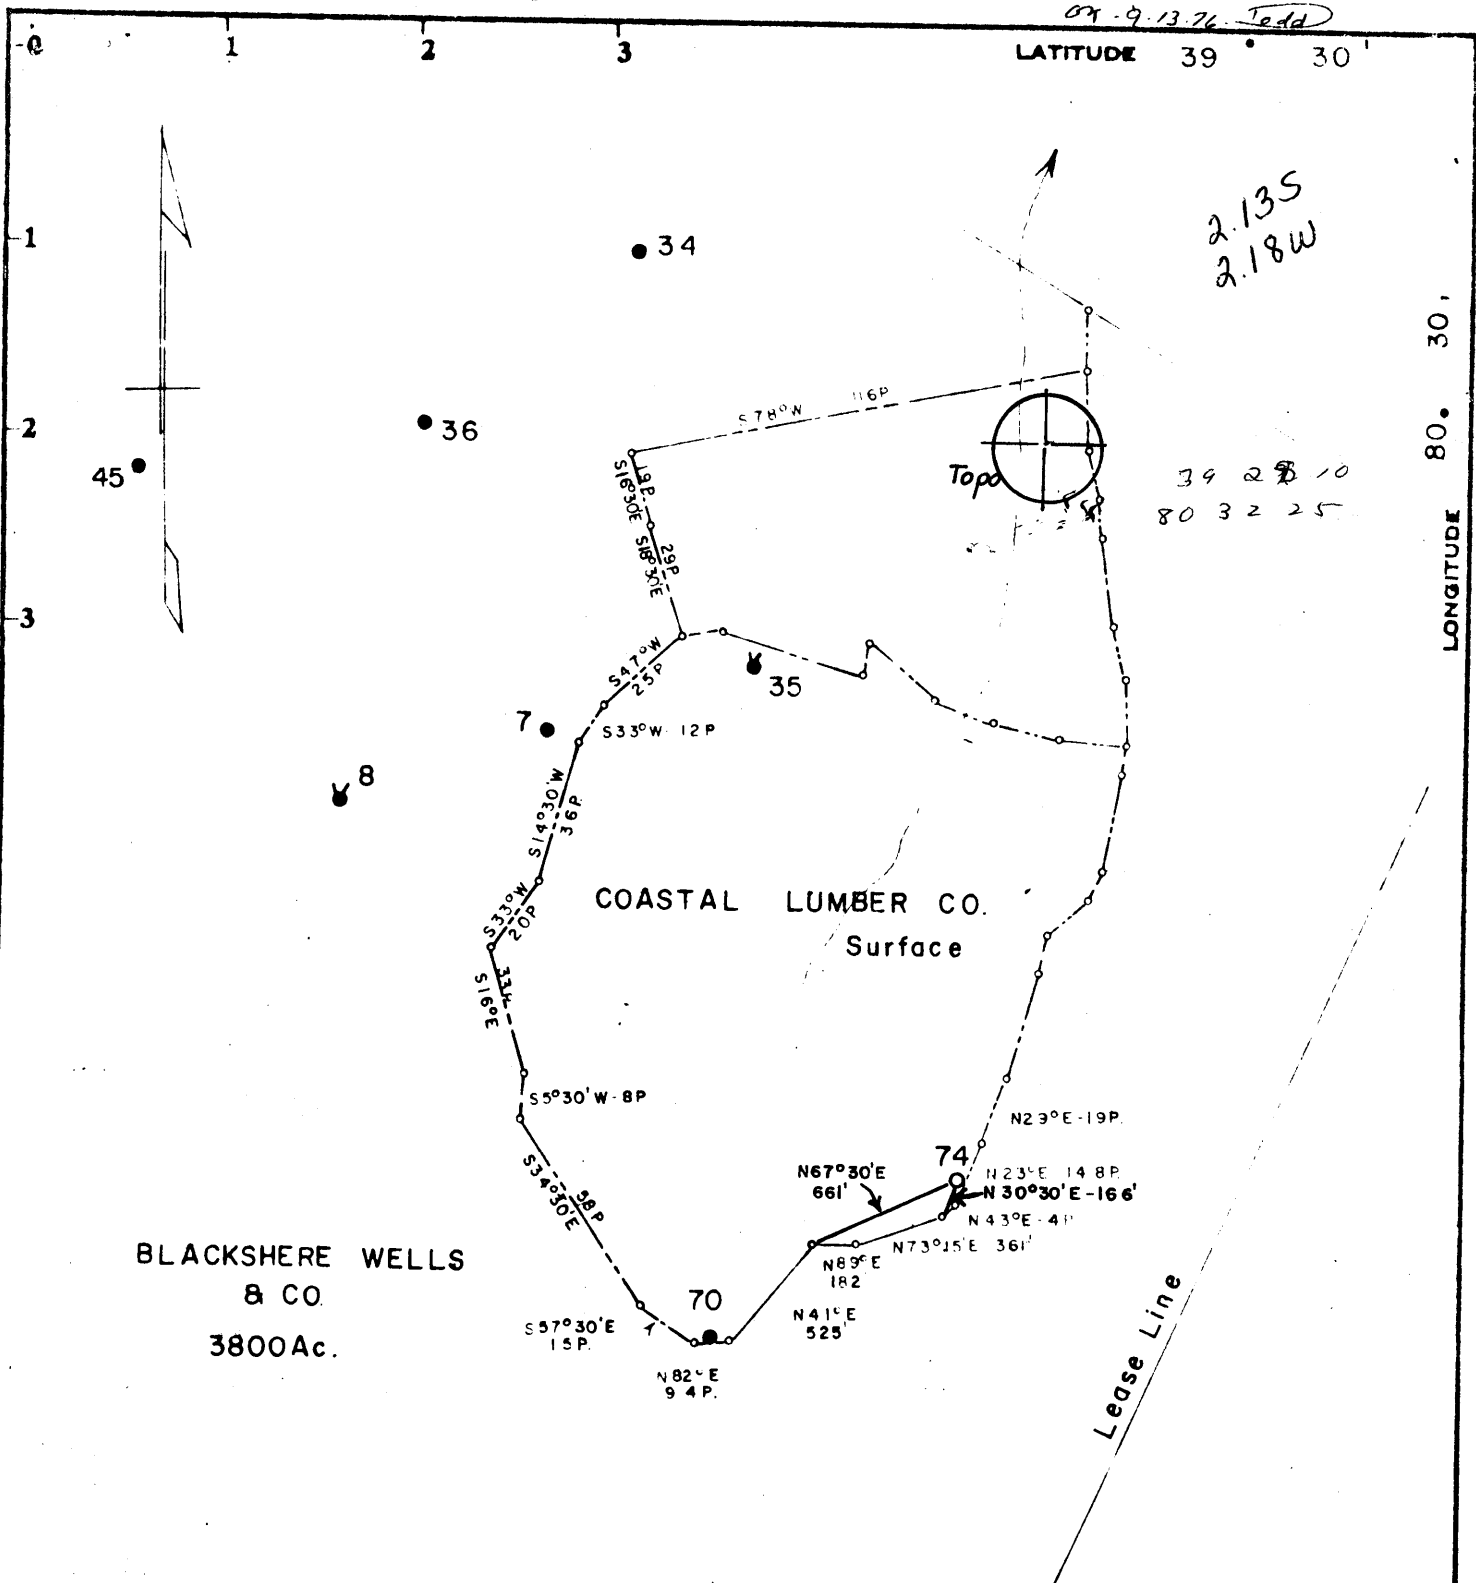 OK - 9.13.76 Tedd
-0 1 2 3
LATITUDE 39° 30'
2.13S
2.18W
1
34
LONGITUDE 80° 30'
2
36
45
S78°W 116P
Topo
39 28 10
80 32 25
S16°30'E 19P
S18°30'E 29P
3
S47°W
25P
35
7
S33°W 12P
8
S14°30'W
36P.
COASTAL LUMBER CO.
Surface
S33°W
20P
S16°E
S5°30'W-8P
N29°E-19P.
74
N67°30'E
661'
N23°E 14.8P.
N30°30'E-166'
S34°30'E
58P
N43°E-4P
N73°15'E 361'
N89°E
182'
BLACKSHERE WELLS
& CO.
3800Ac.
70
N41°E
525'
S57°30'E
15P.
N82°E
9.4P.
Lease Line